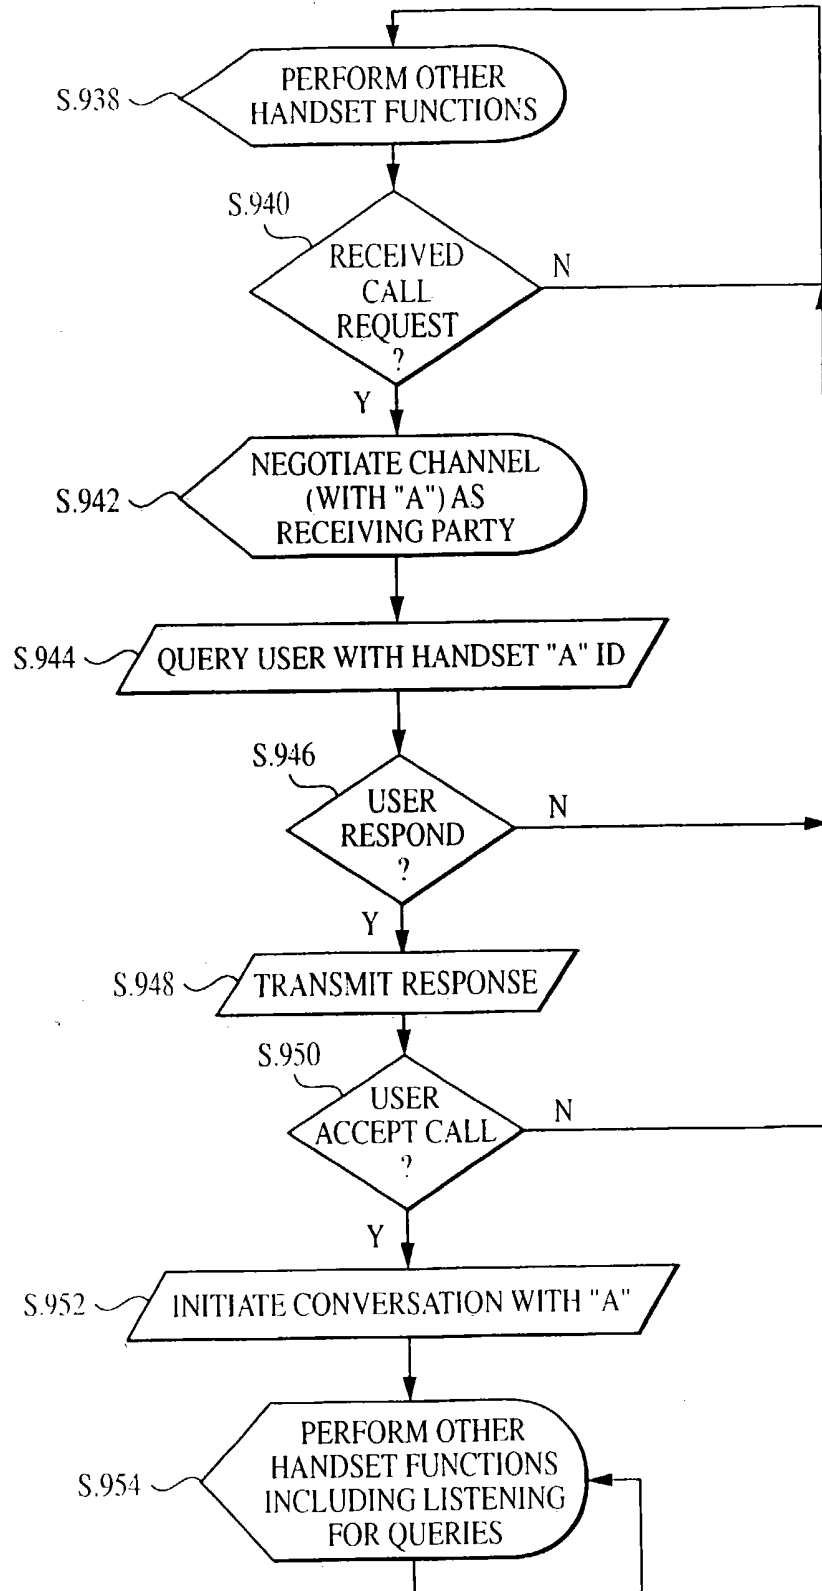 S.938
PERFORM OTHER
HANDSET FUNCTIONS
S.940
RECEIVED
CALL
REQUEST
?
N
Y
S.942
NEGOTIATE CHANNEL
(WITH "A") AS
RECEIVING PARTY
S.944
QUERY USER WITH HANDSET "A" ID
S.946
USER
RESPOND
?
N
Y
S.948
TRANSMIT RESPONSE
S.950
USER
ACCEPT CALL
?
N
Y
S.952
INITIATE CONVERSATION WITH "A"
S.954
PERFORM OTHER
HANDSET FUNCTIONS
INCLUDING LISTENING
FOR QUERIES